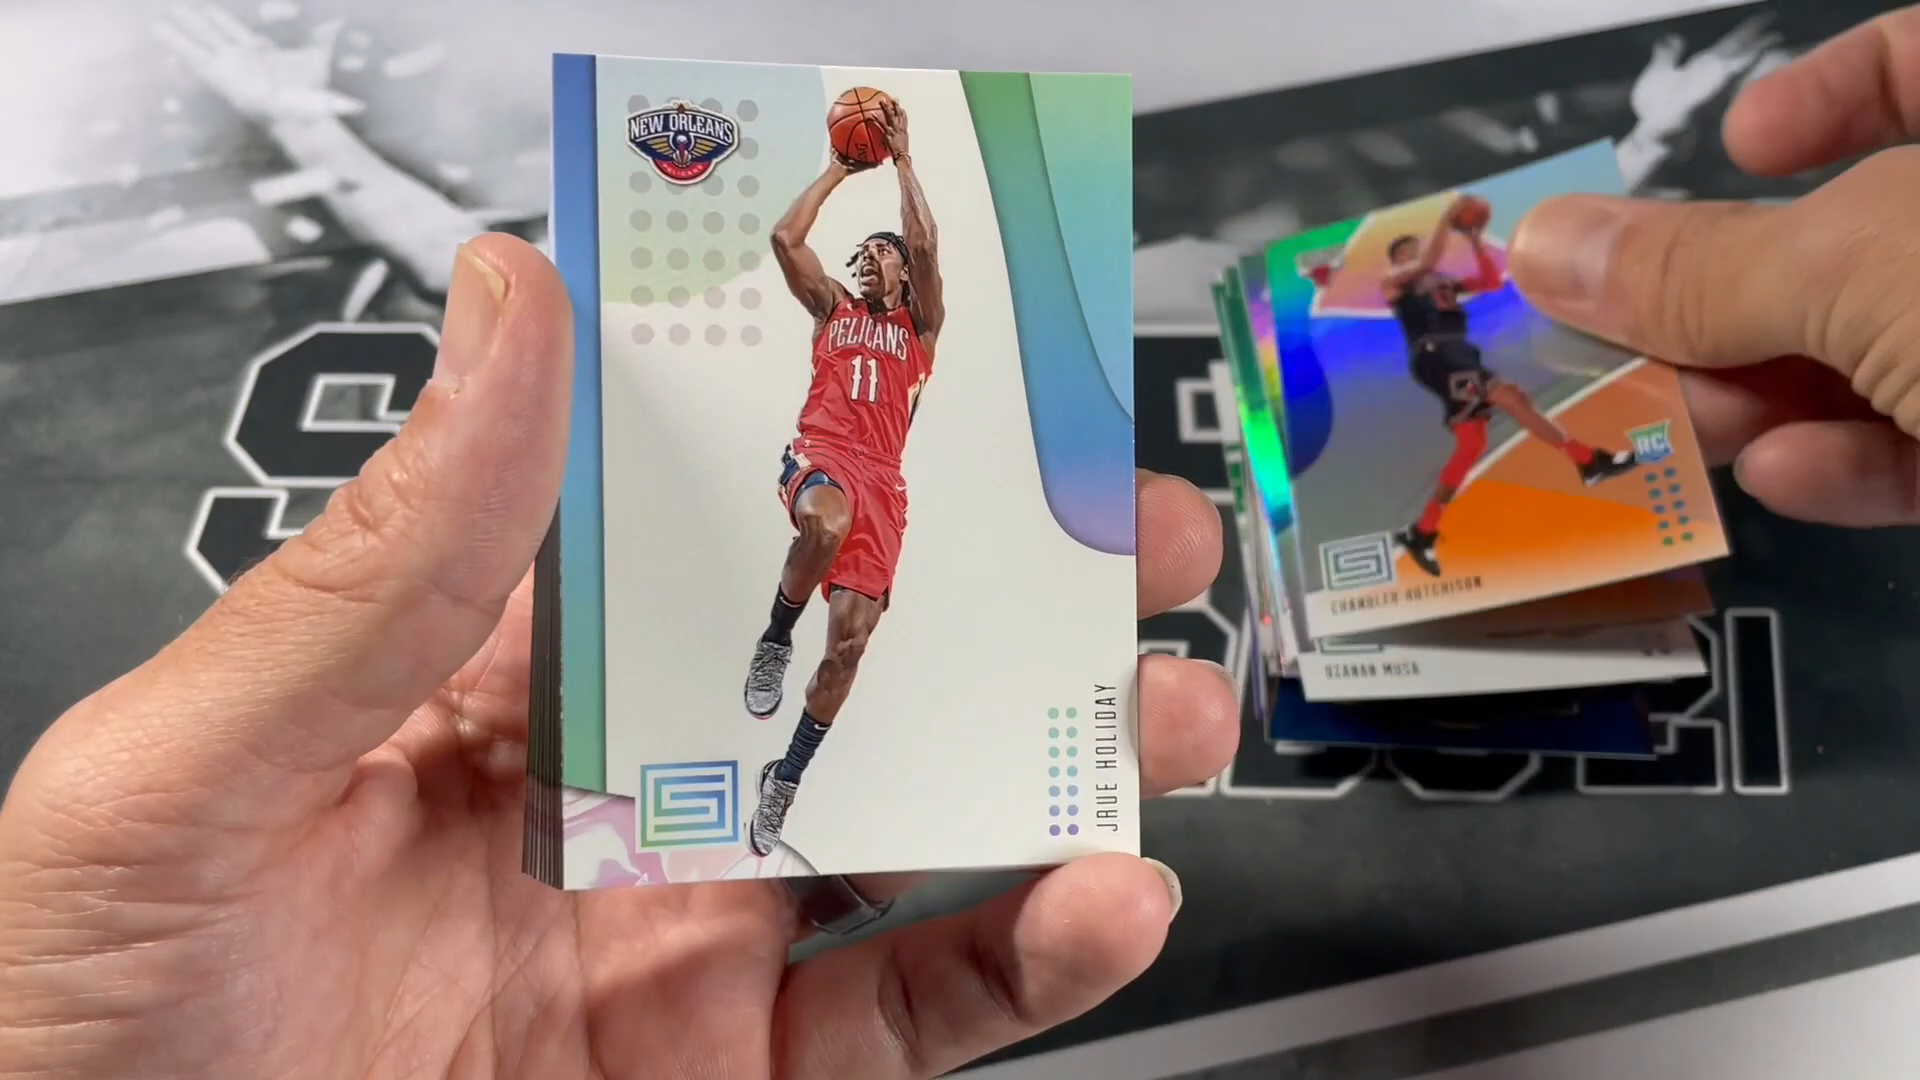 NEW ORLEANS
PELICANS
PELICANS
11
JRUE HOLIDAY
RC
CHANDLER HUTCHISON
DZANAN MUSA